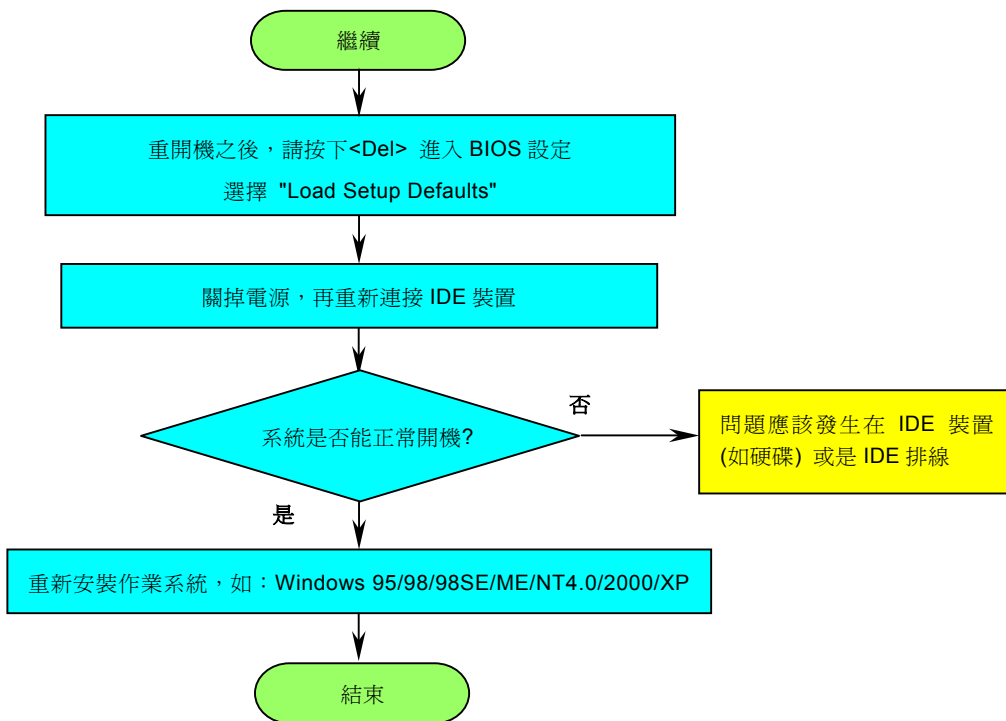 繼續
重開機之後，請按下<Del> 進入 BIOS 設定
選擇 "Load Setup Defaults"
關掉電源，再重新連接 IDE 裝置
系統是否能正常開機?
否
問題應該發生在 IDE 裝置
(如硬碟) 或是 IDE 排線
是
重新安裝作業系統，如：Windows 95/98/98SE/ME/NT4.0/2000/XP
結束